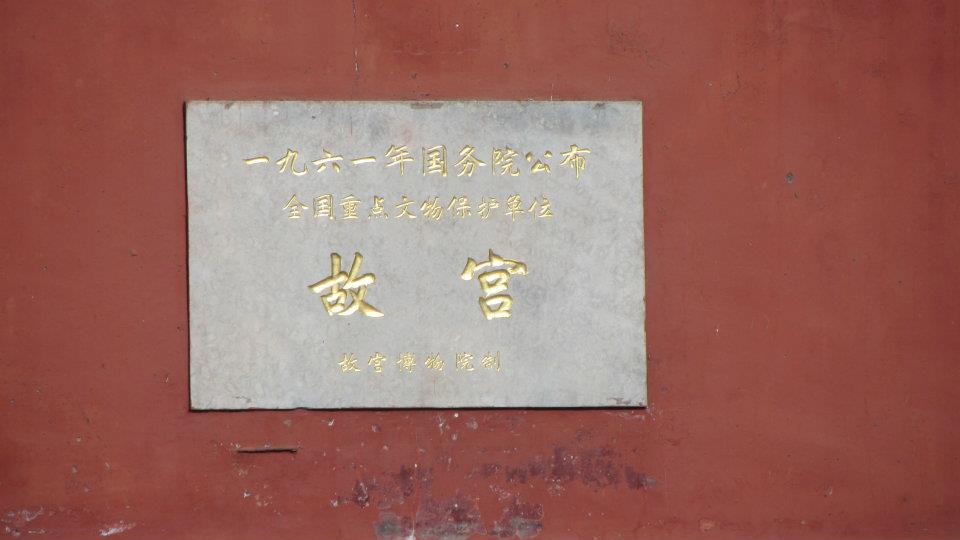 一九六一年国务院公布
全国重点文物保护单位
故宫
故宫博物院制